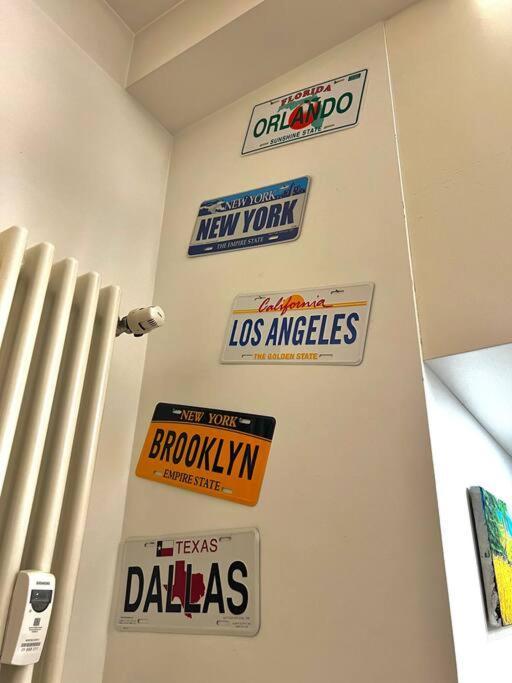 FLORIDA
ORLANDO
SUNSHINE STATE
NEW YORK
NEW YORK
THE EMPIRE STATE
California
LOS ANGELES
THE GOLDEN STATE
NEW YORK
BROOKLYN
EMPIRE STATE
TEXAS
DALLAS